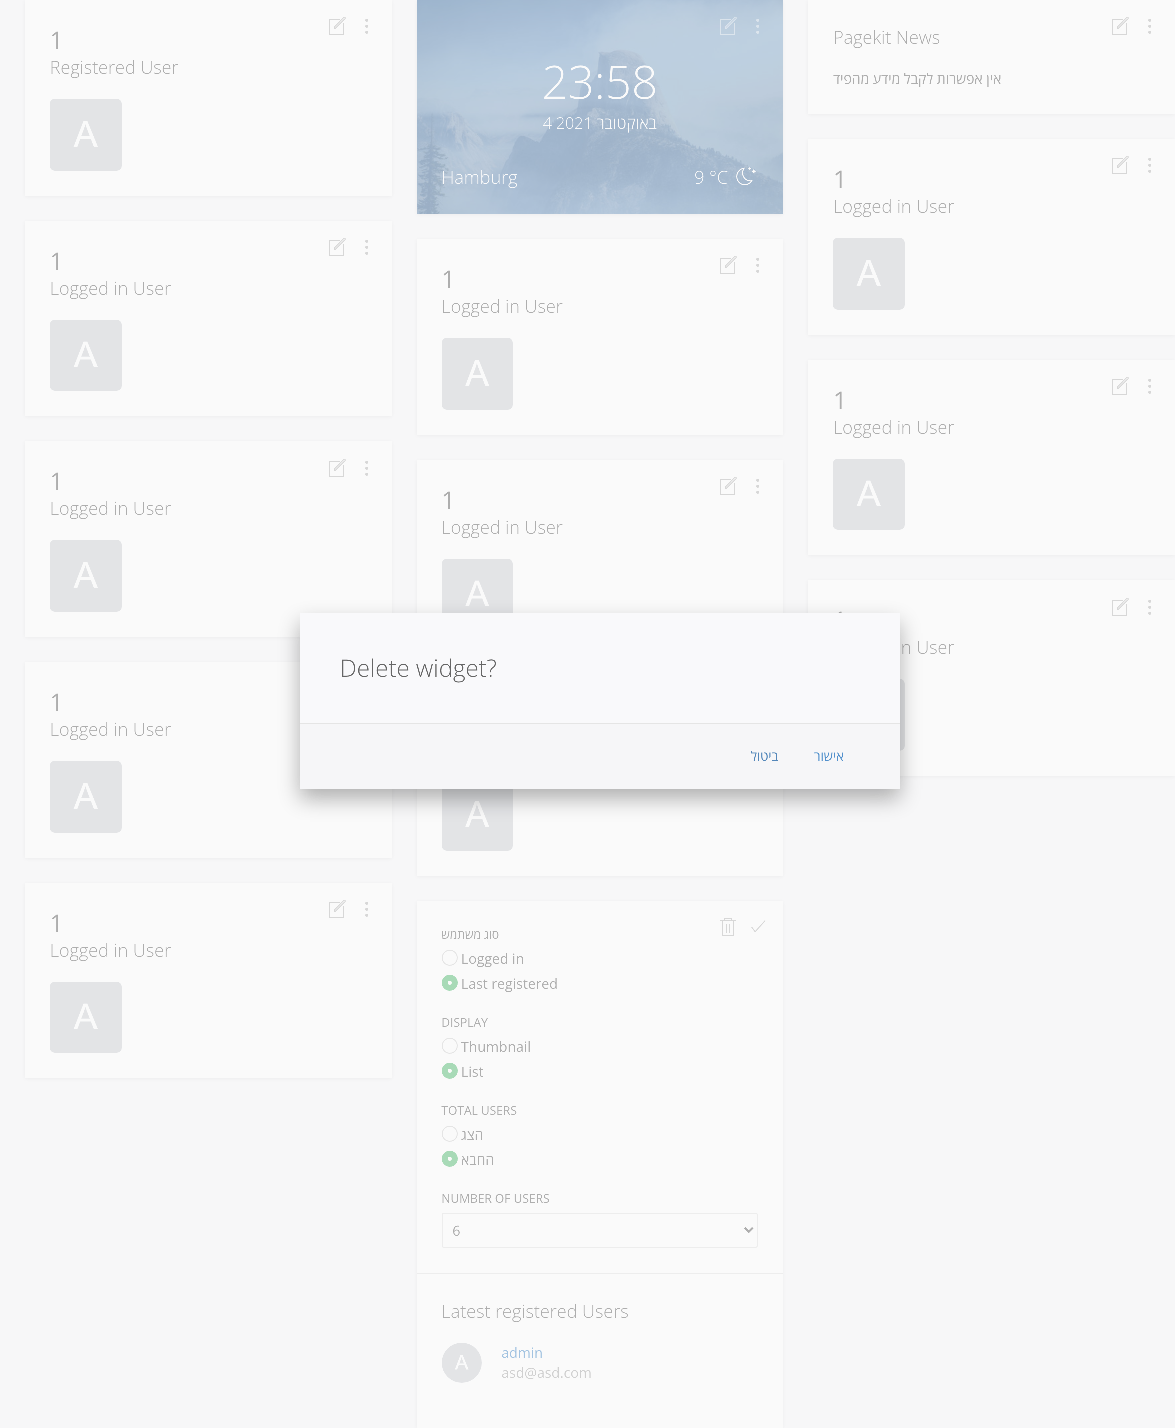 1
Registered User
A
1
Logged in User
A
1
Logged in User
A
1
Logged in User
A
1
Logged in User
A
23:58
4 באוקטובר 2021
Hamburg
9 °C
1
Logged in User
A
1
Logged in User
A
A
סוג משתמש
Logged in
Last registered
DISPLAY
Thumbnail
List
TOTAL USERS
הצג
החבא
NUMBER OF USERS
6
Latest registered Users
A
admin
asd@asd.com
Pagekit News
אין אפשרות לקבל מידע מהפיד
1
Logged in User
A
1
Logged in User
A
n User
Delete widget?
ביטול
אישור